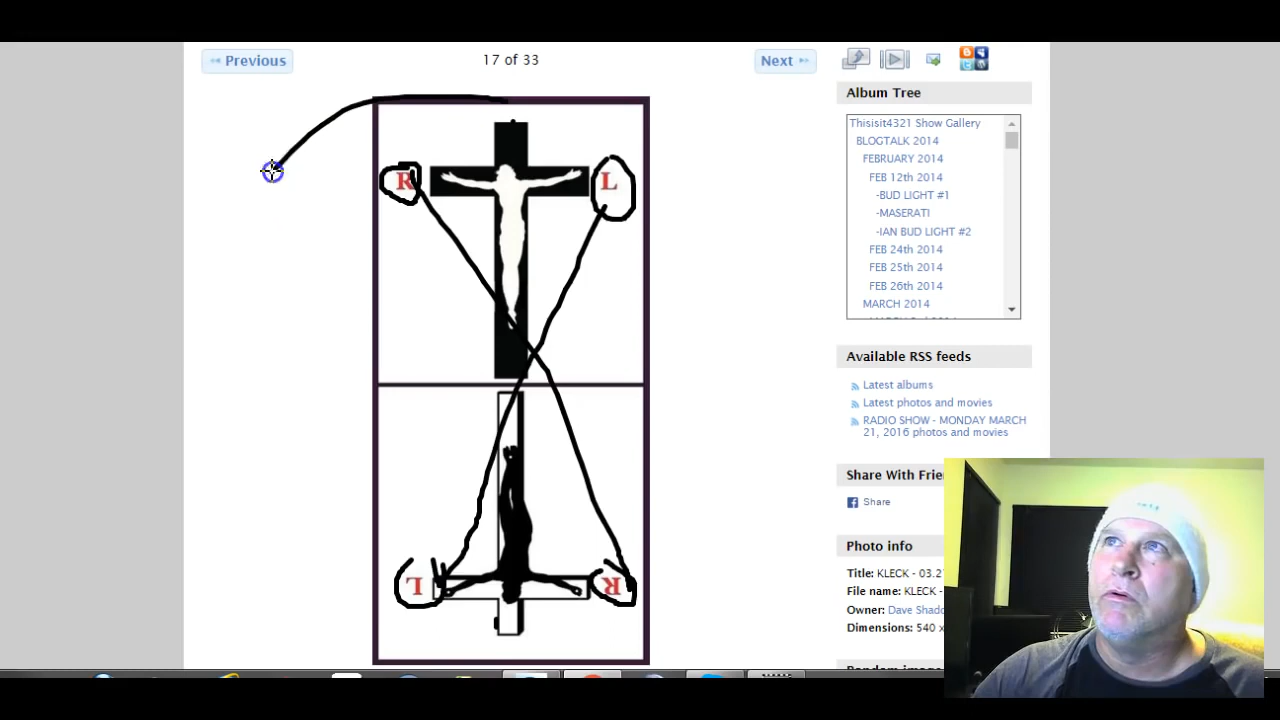 Previous
17 of 33
Next
Album Tree
Thisisit4321 Show Gallery
BLOGTALK 2014
FEBRUARY 2014
FEB 12th 2014
-BUD LIGHT #1
-MASERATI
-IAN BUD LIGHT #2
FEB 24th 2014
FEB 25th 2014
FEB 26th 2014
MARCH 2014
R
L
L
R
Available RSS feeds
Latest albums
Latest photos and movies
RADIO SHOW - MONDAY MARCH
21, 2016 photos and movies
Share With Frie
Share
Photo info
Title: KLECK - 03.2
File name: KLECK -
Owner: Dave Shado
Dimensions: 540 x